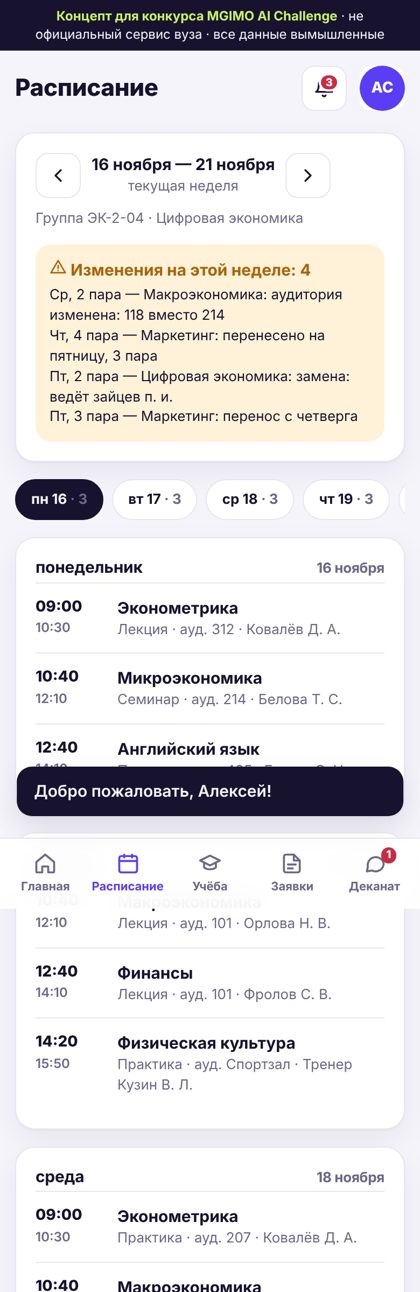 Концепт для конкурса MGIMO AI Challenge · не
официальный сервис вуза · все данные вымышленные
Расписание
3
АС
16 ноября — 21 ноября
текущая неделя
Группа ЭК-2-04 · Цифровая экономика
Изменения на этой неделе: 4
Ср, 2 пара — Макроэкономика: аудитория
изменена: 118 вместо 214
Чт, 4 пара — Маркетинг: перенесено на
пятницу, 3 пара
Пт, 2 пара — Цифровая экономика: замена:
ведёт зайцев п. и.
Пт, 3 пара — Маркетинг: перенос с четверга
пн 16 · 3
вт 17 · 3
ср 18 · 3
чт 19 · 3
понедельник
16 ноября
09:00
Эконометрика
10:30
Лекция · ауд. 312 · Ковалёв Д. А.
10:40
Микроэкономика
12:10
Семинар · ауд. 214 · Белова Т. С.
12:40
Английский язык
Добро пожаловать, Алексей!
1
Главная
Расписание
Учёба
Заявки
Деканат
10:40
Макроэкономика
12:10
Лекция · ауд. 101 · Орлова Н. В.
12:40
Финансы
14:10
Лекция · ауд. 101 · Фролов С. В.
14:20
Физическая культура
15:50
Практика · ауд. Спортзал · Тренер
Кузин В. Л.
среда
18 ноября
09:00
Эконометрика
10:30
Практика · ауд. 207 · Ковалёв Д. А.
10:40
Макроэкономика